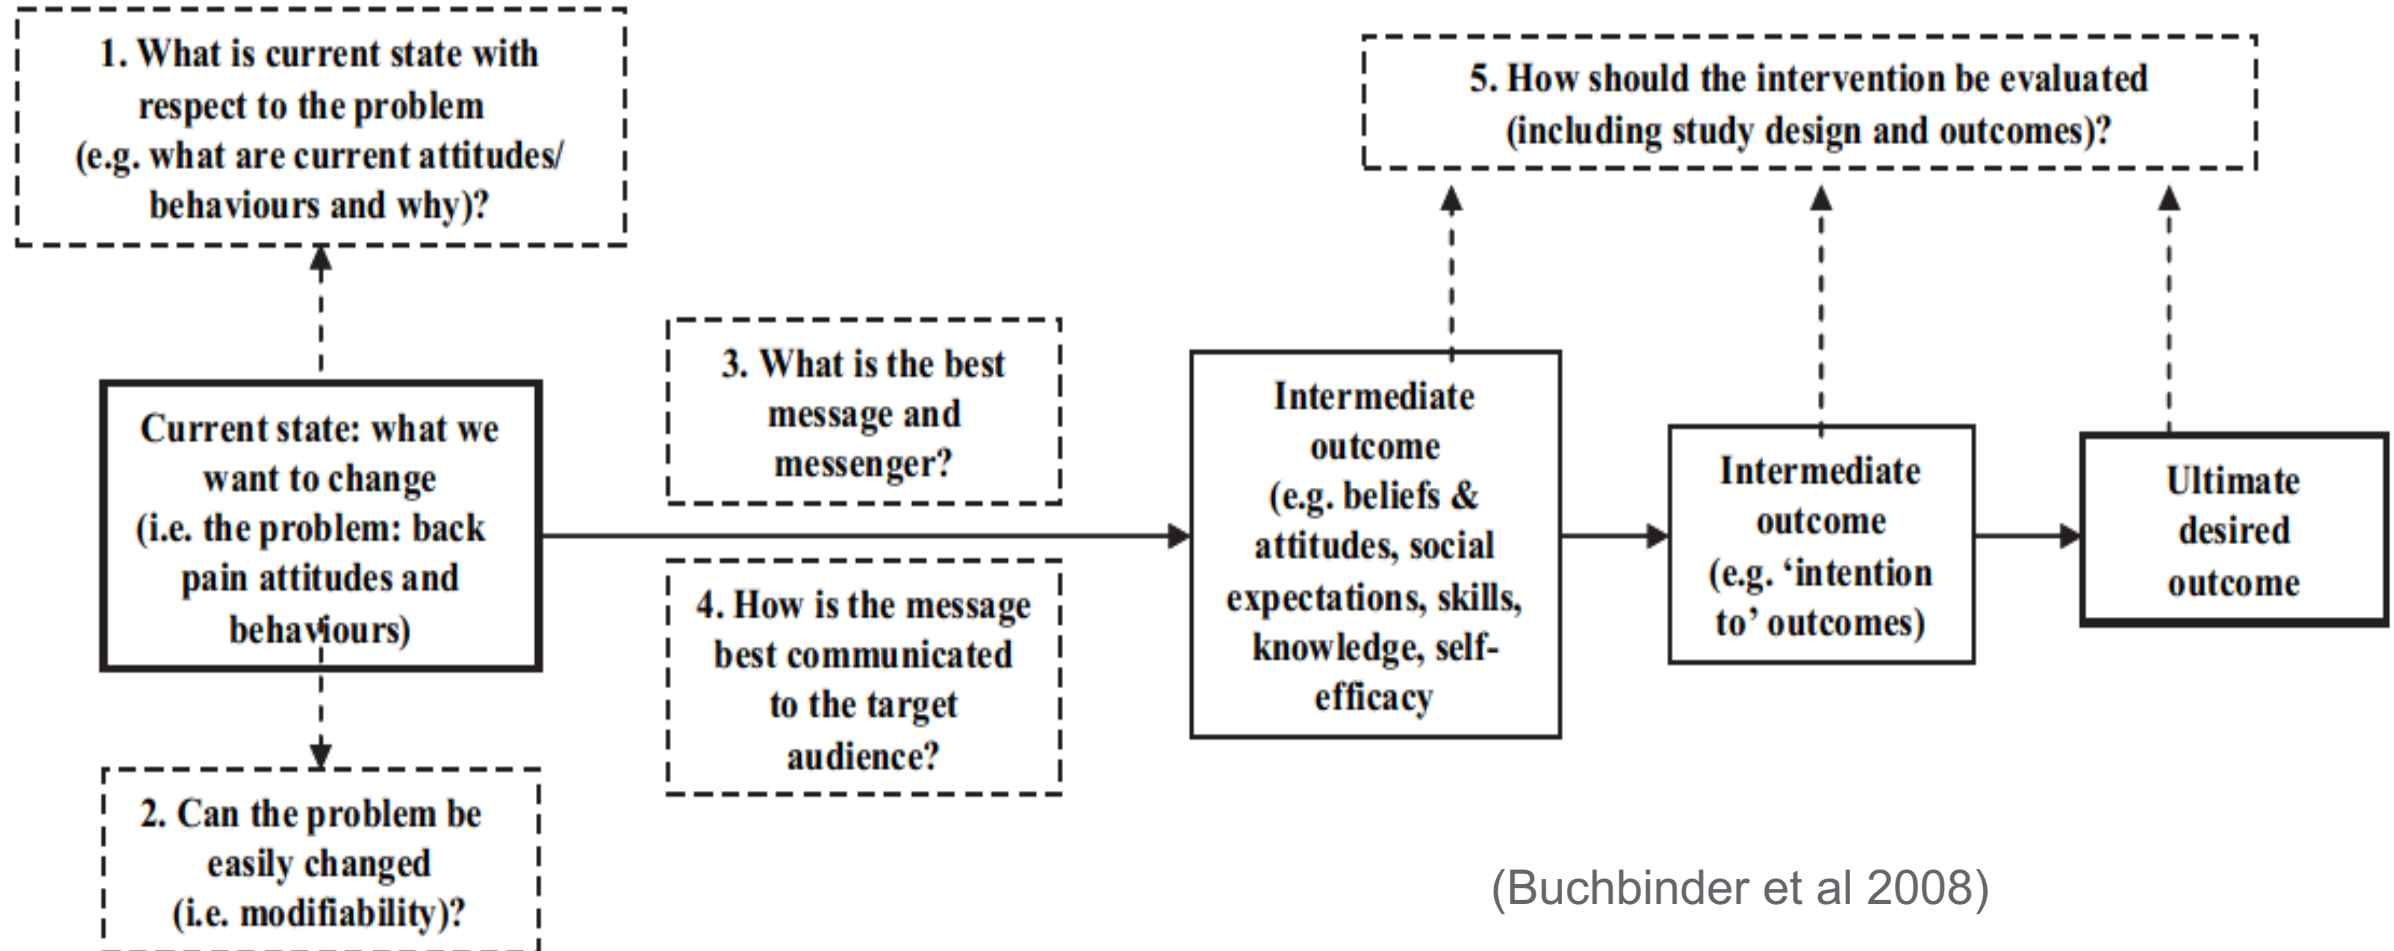 1. What is current state with
respect to the problem
(e.g. what are current attitudes/
behaviours and why)?
5. How should the intervention be evaluated
(including study design and outcomes)?
Current state: what we
want to change
(i.e. the problem: back
pain attitudes and
behaviours)
3. What is the best
message and
messenger?
4. How is the message
best communicated
to the target
audience?
Intermediate
outcome
(e.g. beliefs &
attitudes, social
expectations, skills,
knowledge, self-
efficacy
Intermediate
outcome
(e.g. ‘intention
to’ outcomes)
Ultimate
desired
outcome
2. Can the problem be
easily changed
(i.e. modifiability)?
(Buchbinder et al 2008)